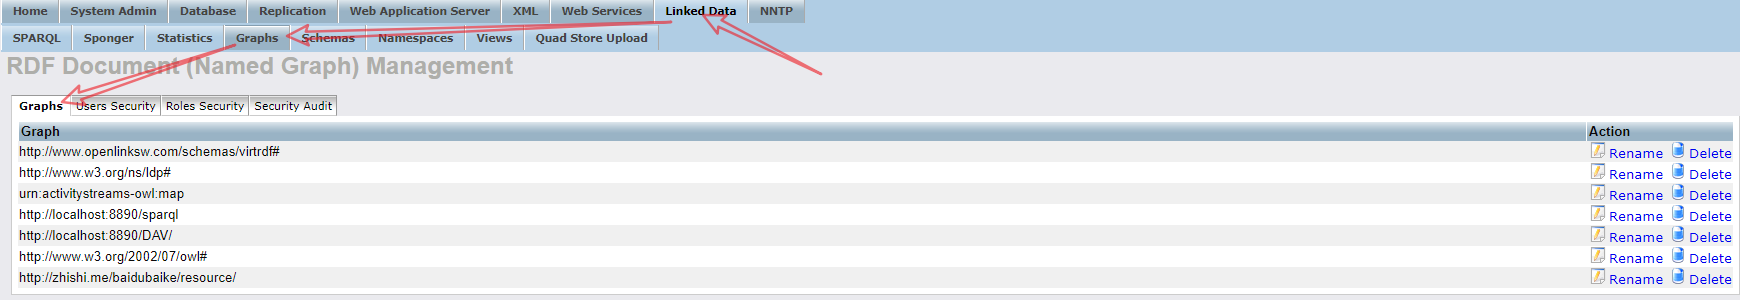 Home System Admin Database Replication Web Application Server XML Web Services Linked Data NNTP
SPARQL Sponger Statistics Graphs Schemas Namespaces Views Quad Store Upload
RDF Document (Named Graph) Management
Graphs Users Security Roles Security Security Audit
Graph Action
http://www.openlinksw.com/schemas/virtrdf# Rename Delete
http://www.w3.org/ns/ldp# Rename Delete
urn:activitystreams-owl:map Rename Delete
http://localhost:8890/sparql Rename Delete
http://localhost:8890/DAV/ Rename Delete
http://www.w3.org/2002/07/owl# Rename Delete
http://zhishi.me/baidubaike/resource/ Rename Delete